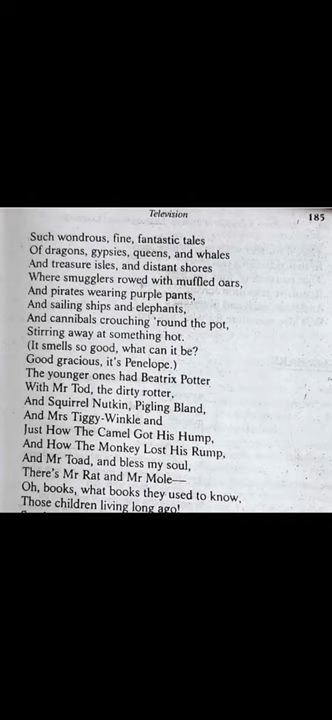 Television
185
Such wondrous, fine, fantastic tales
Of dragons, gypsies, queens, and whales
And treasure isles, and distant shores
Where smugglers rowed with muffled oars,
And pirates wearing purple pants,
And sailing ships and elephants,
And cannibals crouching 'round the pot,
Stirring away at something hot.
(It smells so good, what can it be?
Good gracious, it's Penelope.)
The younger ones had Beatrix Potter
With Mr Tod, the dirty rotter,
And Squirrel Nutkin, Pigling Bland,
And Mrs Tiggy-Winkle and
Just How The Camel Got His Hump,
And How The Monkey Lost His Rump,
And Mr Toad, and bless my soul,
There's Mr Rat and Mr Mole—
Oh, books, what books they used to know,
Those children living long ago!